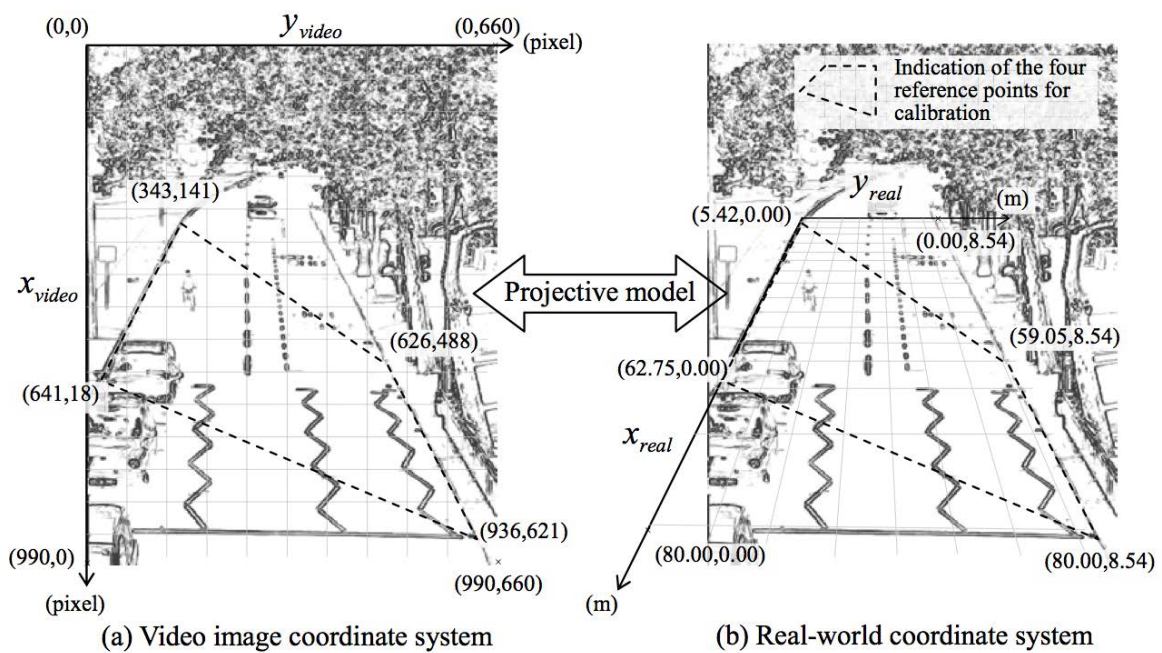 (0,0)
y_video
(0,660)
(pixel)
(343,141)
x_video
(626,488)
(641,18)
(936,621)
(990,0)
(990,660)
(pixel)
(a) Video image coordinate system
Projective model
Indication of the four
reference points for
calibration
y_real
(m)
(5.42,0.00)
(0.00,8.54)
(59.05,8.54)
(62.75,0.00)
x_real
(80.00,0.00)
(80.00,8.54)
(m)
(b) Real-world coordinate system